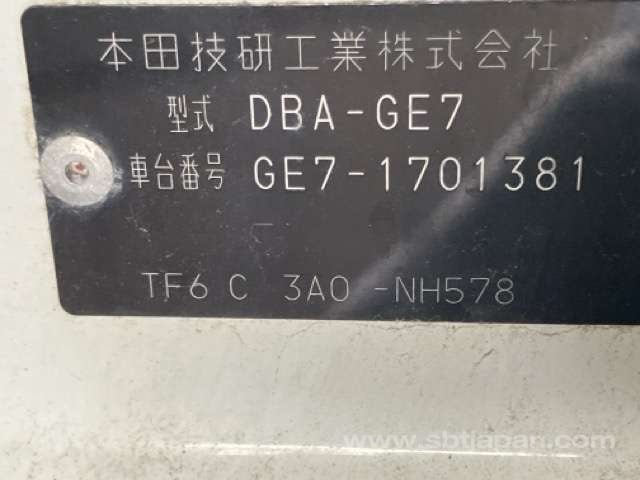 本田技研工業株式会社
型式 DBA-GE7
車台番号 GE7-1701381
TF6 C 3A0 -NH578
www.sbtjapan.com